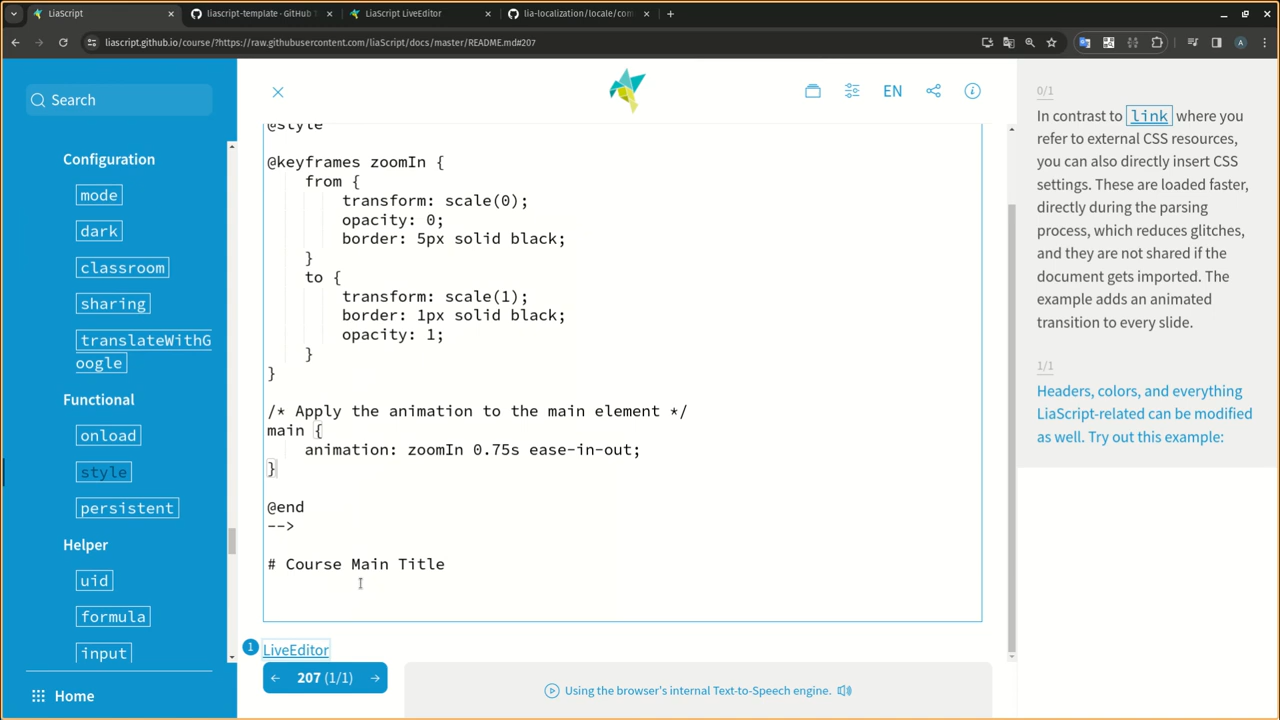 LiaScript
liascript-template · GitHub T
LiaScript LiveEditor
lia-localization/locale/com
liascript.github.io/course/?https://raw.githubusercontent.com/liaScript/docs/master/README.md#207
A
Search
Configuration
mode
dark
classroom
sharing
translateWithG
oogle
Functional
onload
style
persistent
Helper
uid
formula
input
Home
EN
@style
@keyframes zoomIn {
from {
transform: scale(0);
opacity: 0;
border: 5px solid black;
}
to {
transform: scale(1);
border: 1px solid black;
opacity: 1;
}
}
/* Apply the animation to the main element */
main {
animation: zoomIn 0.75s ease-in-out;
}
@end
-->
# Course Main Title
1 LiveEditor
← 207 (1/1) →
Using the browser's internal Text-to-Speech engine.
0/1
In contrast to link where you
refer to external CSS resources,
you can also directly insert CSS
settings. These are loaded faster,
directly during the parsing
process, which reduces glitches,
and they are not shared if the
document gets imported. The
example adds an animated
transition to every slide.
1/1
Headers, colors, and everything
LiaScript-related can be modified
as well. Try out this example: